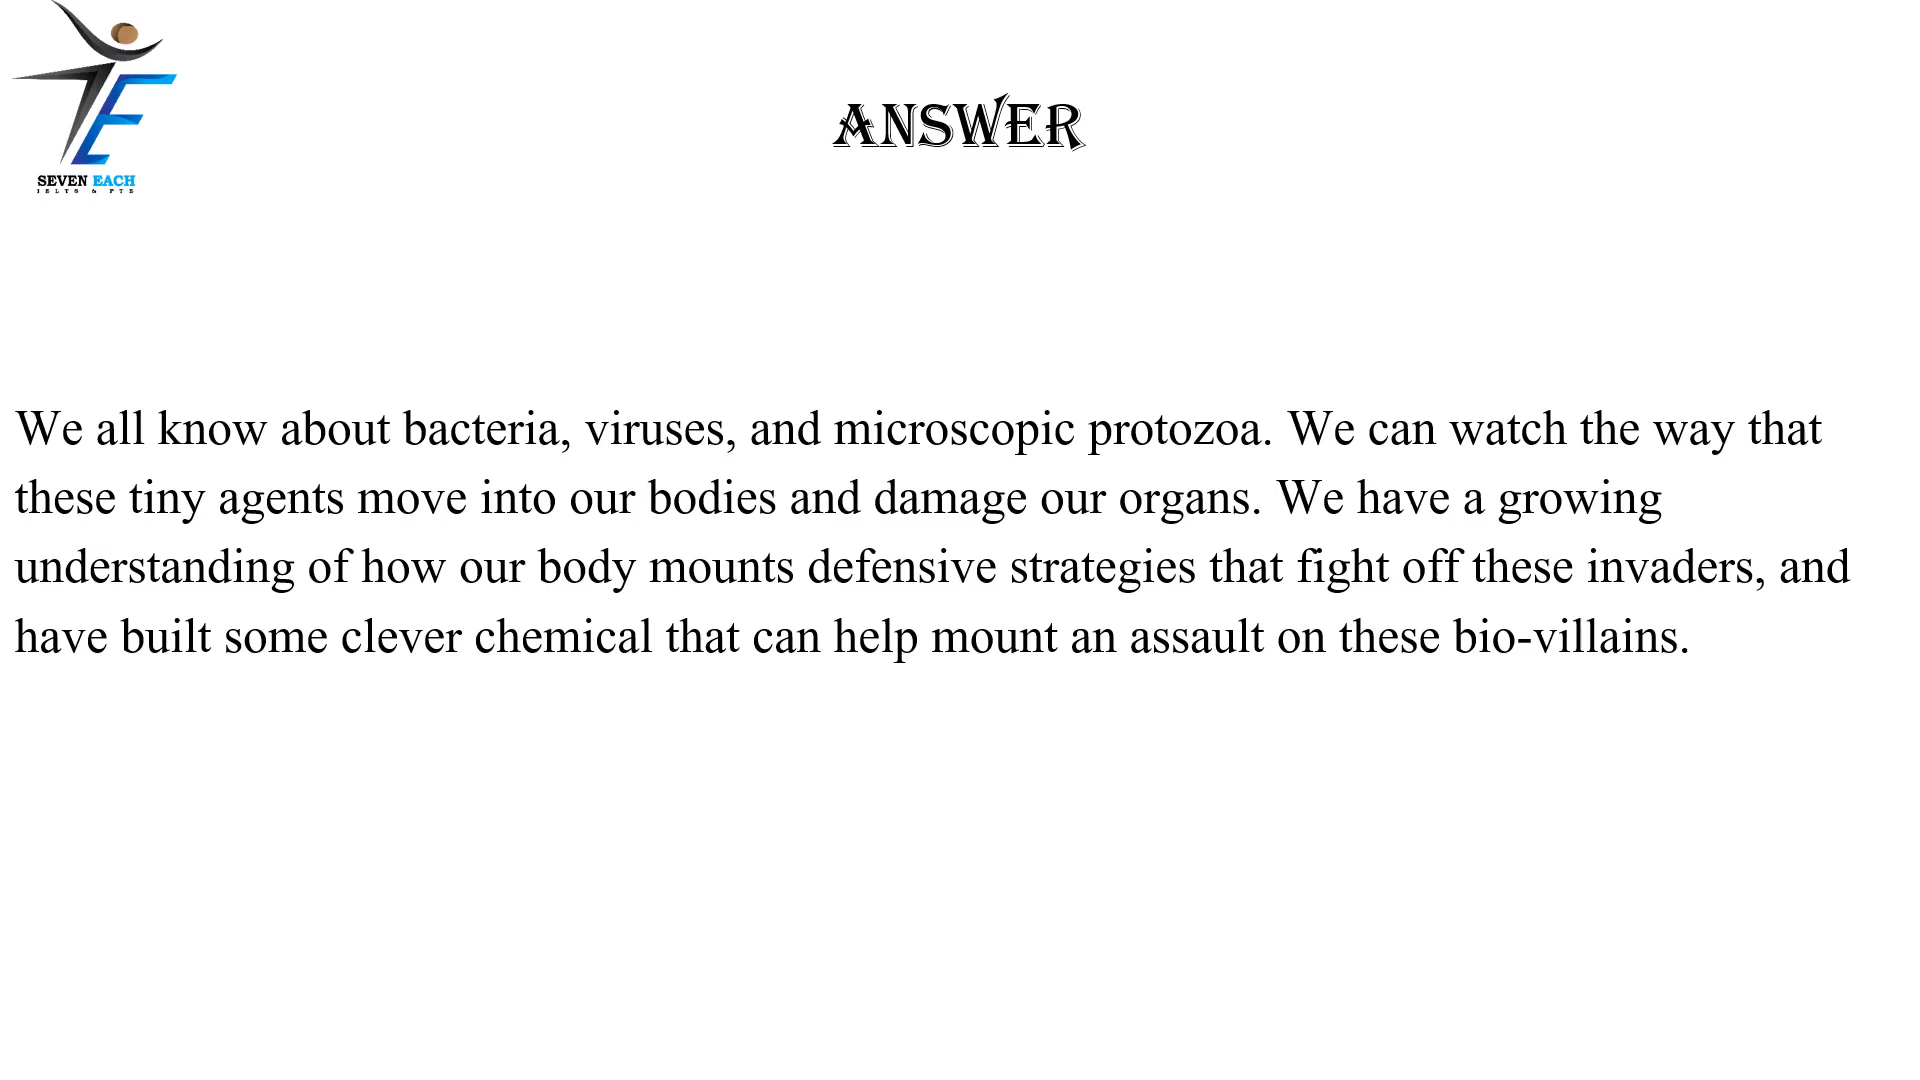 SEVEN EACH
IELTS & PTE
ANSWER
We all know about bacteria, viruses, and microscopic protozoa. We can watch the way that
these tiny agents move into our bodies and damage our organs. We have a growing
understanding of how our body mounts defensive strategies that fight off these invaders, and
have built some clever chemical that can help mount an assault on these bio-villains.